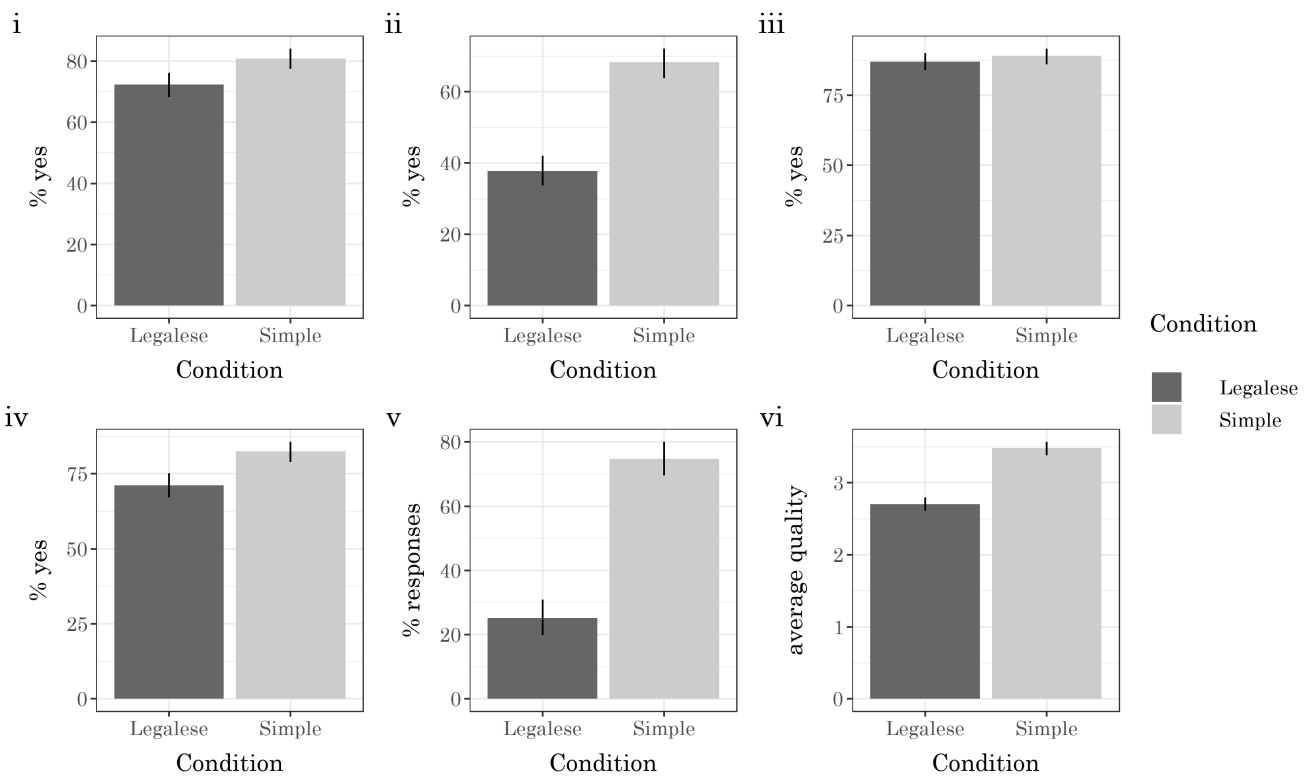 i
80
60
40
20
0
% yes
Legalese Simple
Condition
ii
60
40
20
0
% yes
Legalese Simple
Condition
iii
75
50
25
0
% yes
Legalese Simple
Condition
Condition
Legalese
Simple
iv
75
50
25
0
% yes
Legalese Simple
Condition
v
80
60
40
20
0
% responses
Legalese Simple
Condition
vi
3
2
1
0
average quality
Legalese Simple
Condition